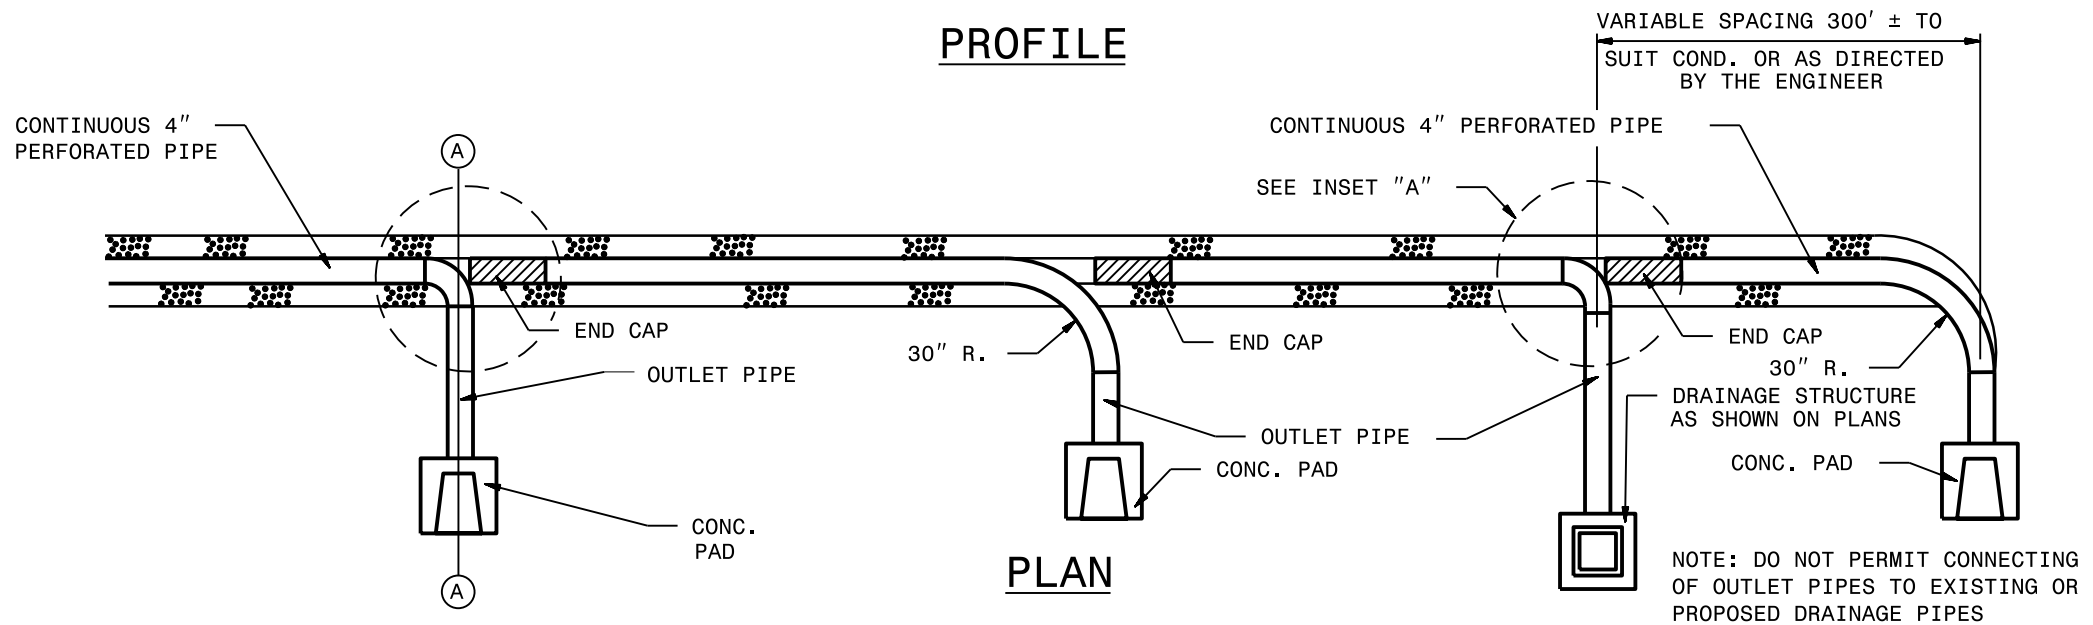 PROFILE
VARIABLE SPACING 300' ± TO
SUIT COND. OR AS DIRECTED
BY THE ENGINEER
CONTINUOUS 4"
PERFORATED PIPE
A
CONTINUOUS 4" PERFORATED PIPE
SEE INSET "A"
END CAP
30" R.
END CAP
END CAP
30" R.
OUTLET PIPE
DRAINAGE STRUCTURE
AS SHOWN ON PLANS
OUTLET PIPE
CONC. PAD
CONC. PAD
CONC.
PAD
A
PLAN
NOTE: DO NOT PERMIT CONNECTING
OF OUTLET PIPES TO EXISTING OR
PROPOSED DRAINAGE PIPES